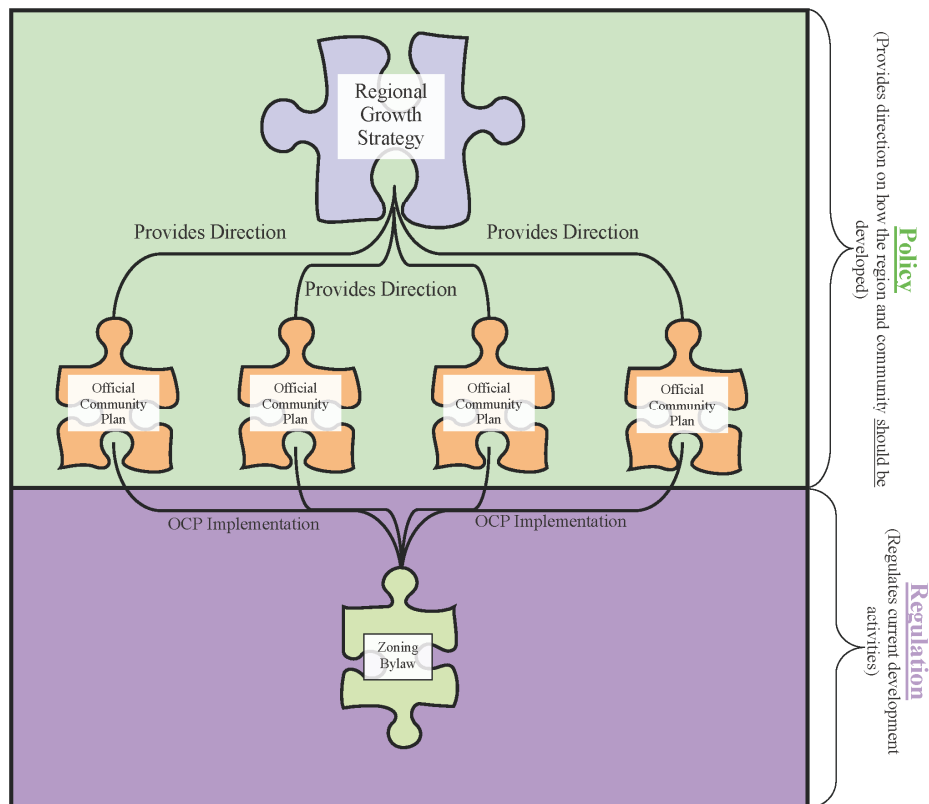 Regional
Growth
Strategy
Provides Direction
Provides Direction
Provides Direction
Official
Community
Plan
Official
Community
Plan
Official
Community
Plan
Official
Community
Plan
OCP Implementation
OCP Implementation
Zoning
Bylaw
Policy
(Provides direction on how the region and community should be
developed)
Regulation
(Regulates current development
activities)